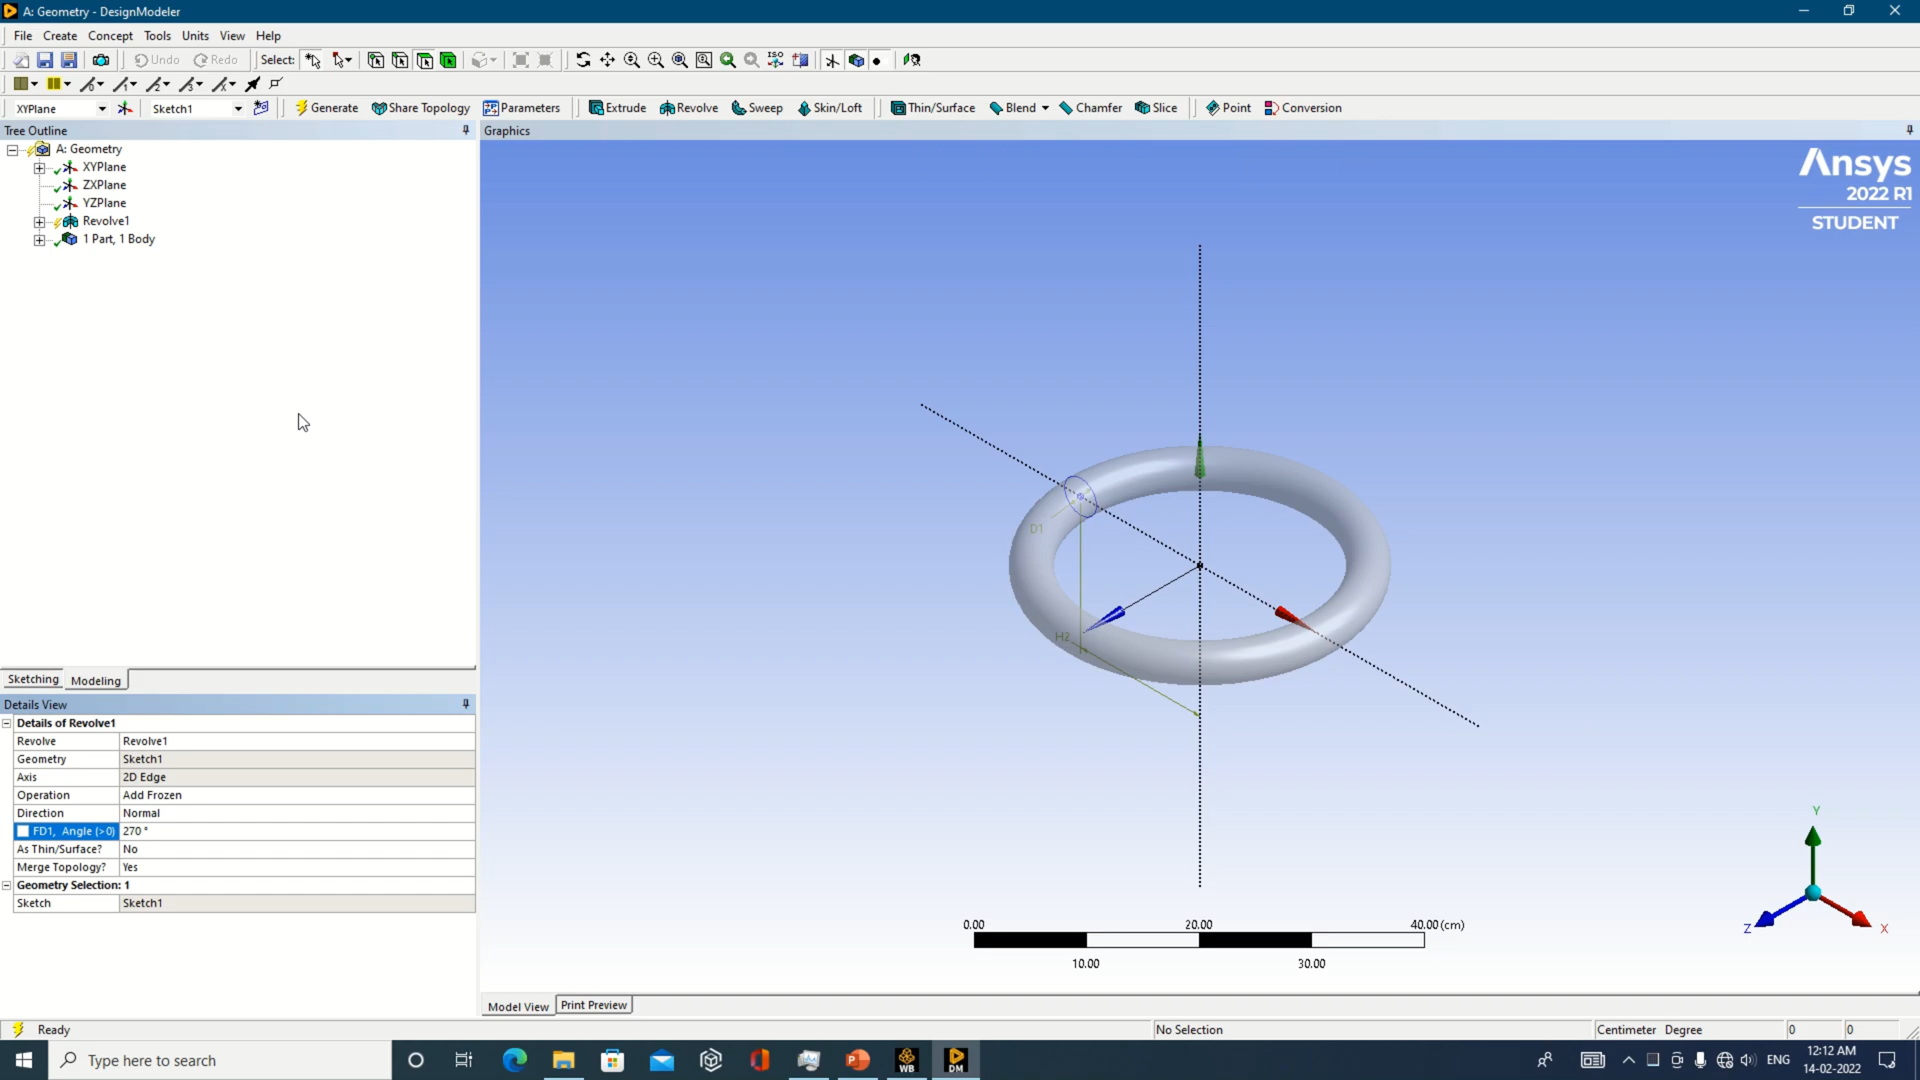 A: Geometry - DesignModeler
File Create Concept Tools Units View Help
Undo Redo Select: ISO
XYPlane Sketch1 Generate Share Topology Parameters Extrude Revolve Sweep Skin/Loft Thin/Surface Blend Chamfer Slice Point Conversion
Tree Outline
Graphics
A: Geometry
XYPlane
ZXPlane
YZPlane
Revolve1
1 Part, 1 Body
Ansys
2022 R1
STUDENT
D1
H2
Sketching Modeling
Details View
Details of Revolve1
Revolve Revolve1
Geometry Sketch1
Axis 2D Edge
Operation Add Frozen
Direction Normal
FD1, Angle (>0) 270 °
As Thin/Surface? No
Merge Topology? Yes
Geometry Selection: 1
Sketch Sketch1
Y
Z
X
0.00 20.00 40.00 (cm)
10.00 30.00
Model View Print Preview
Ready
No Selection
Centimeter Degree 0 0
Type here to search
WB
DM
ENG
12:12 AM
14-02-2022